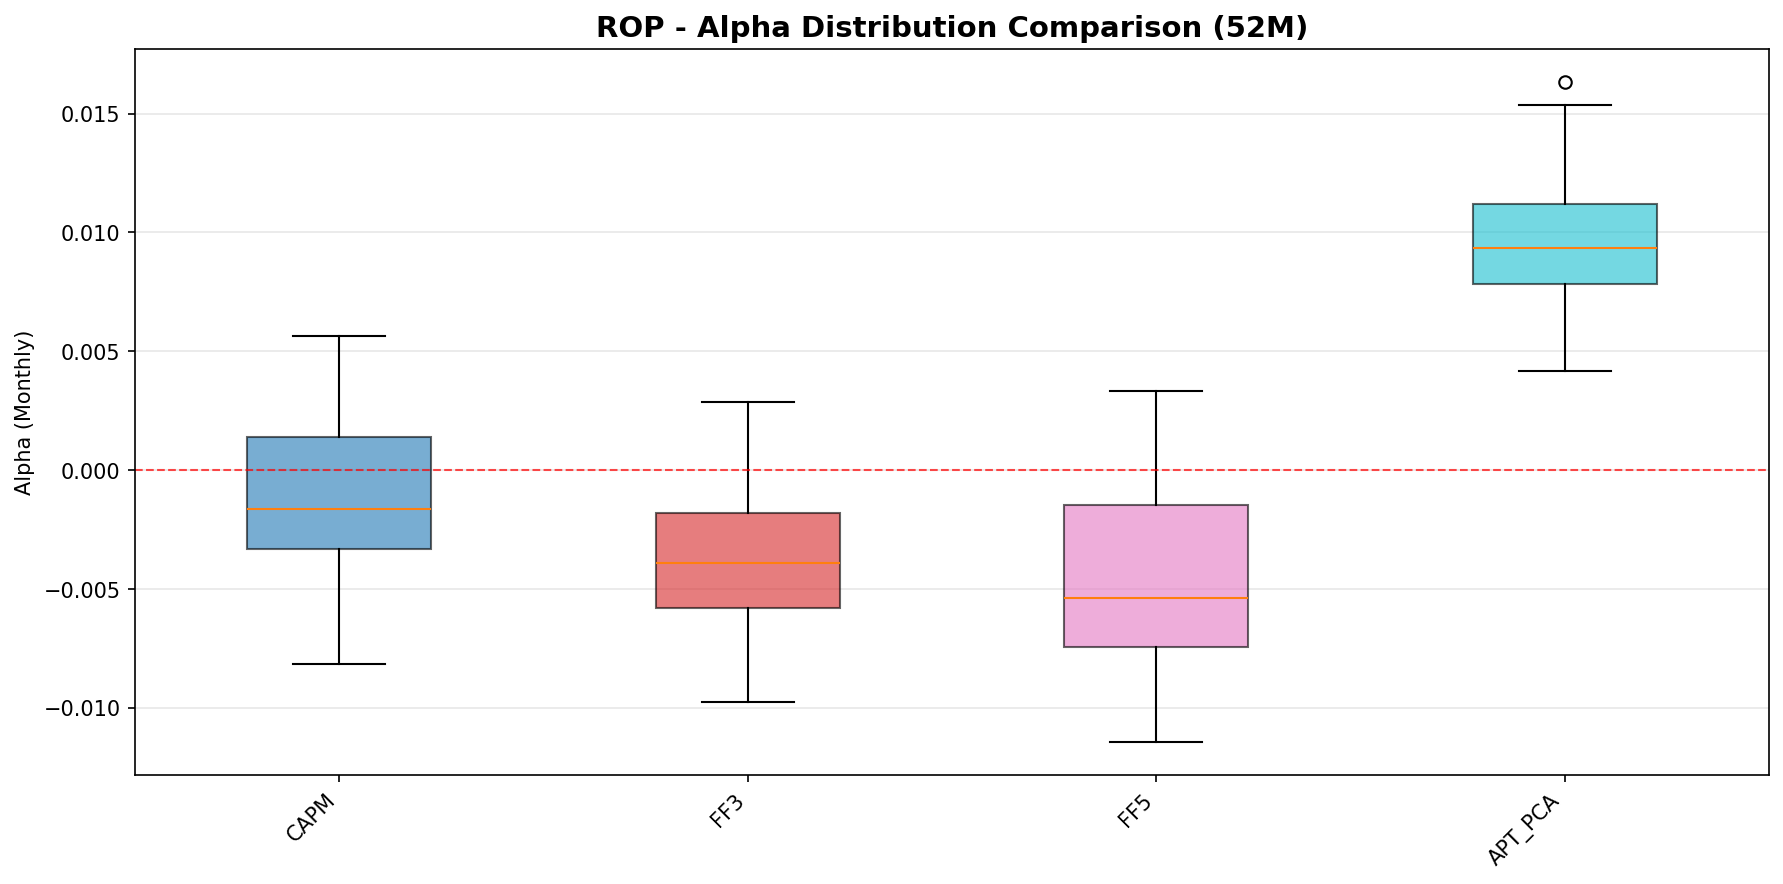 ROP - Alpha Distribution Comparison (52M)
Alpha (Monthly)
0.015
0.010
0.005
0.000
−0.005
−0.010
CAPM
FF3
FF5
APT_PCA